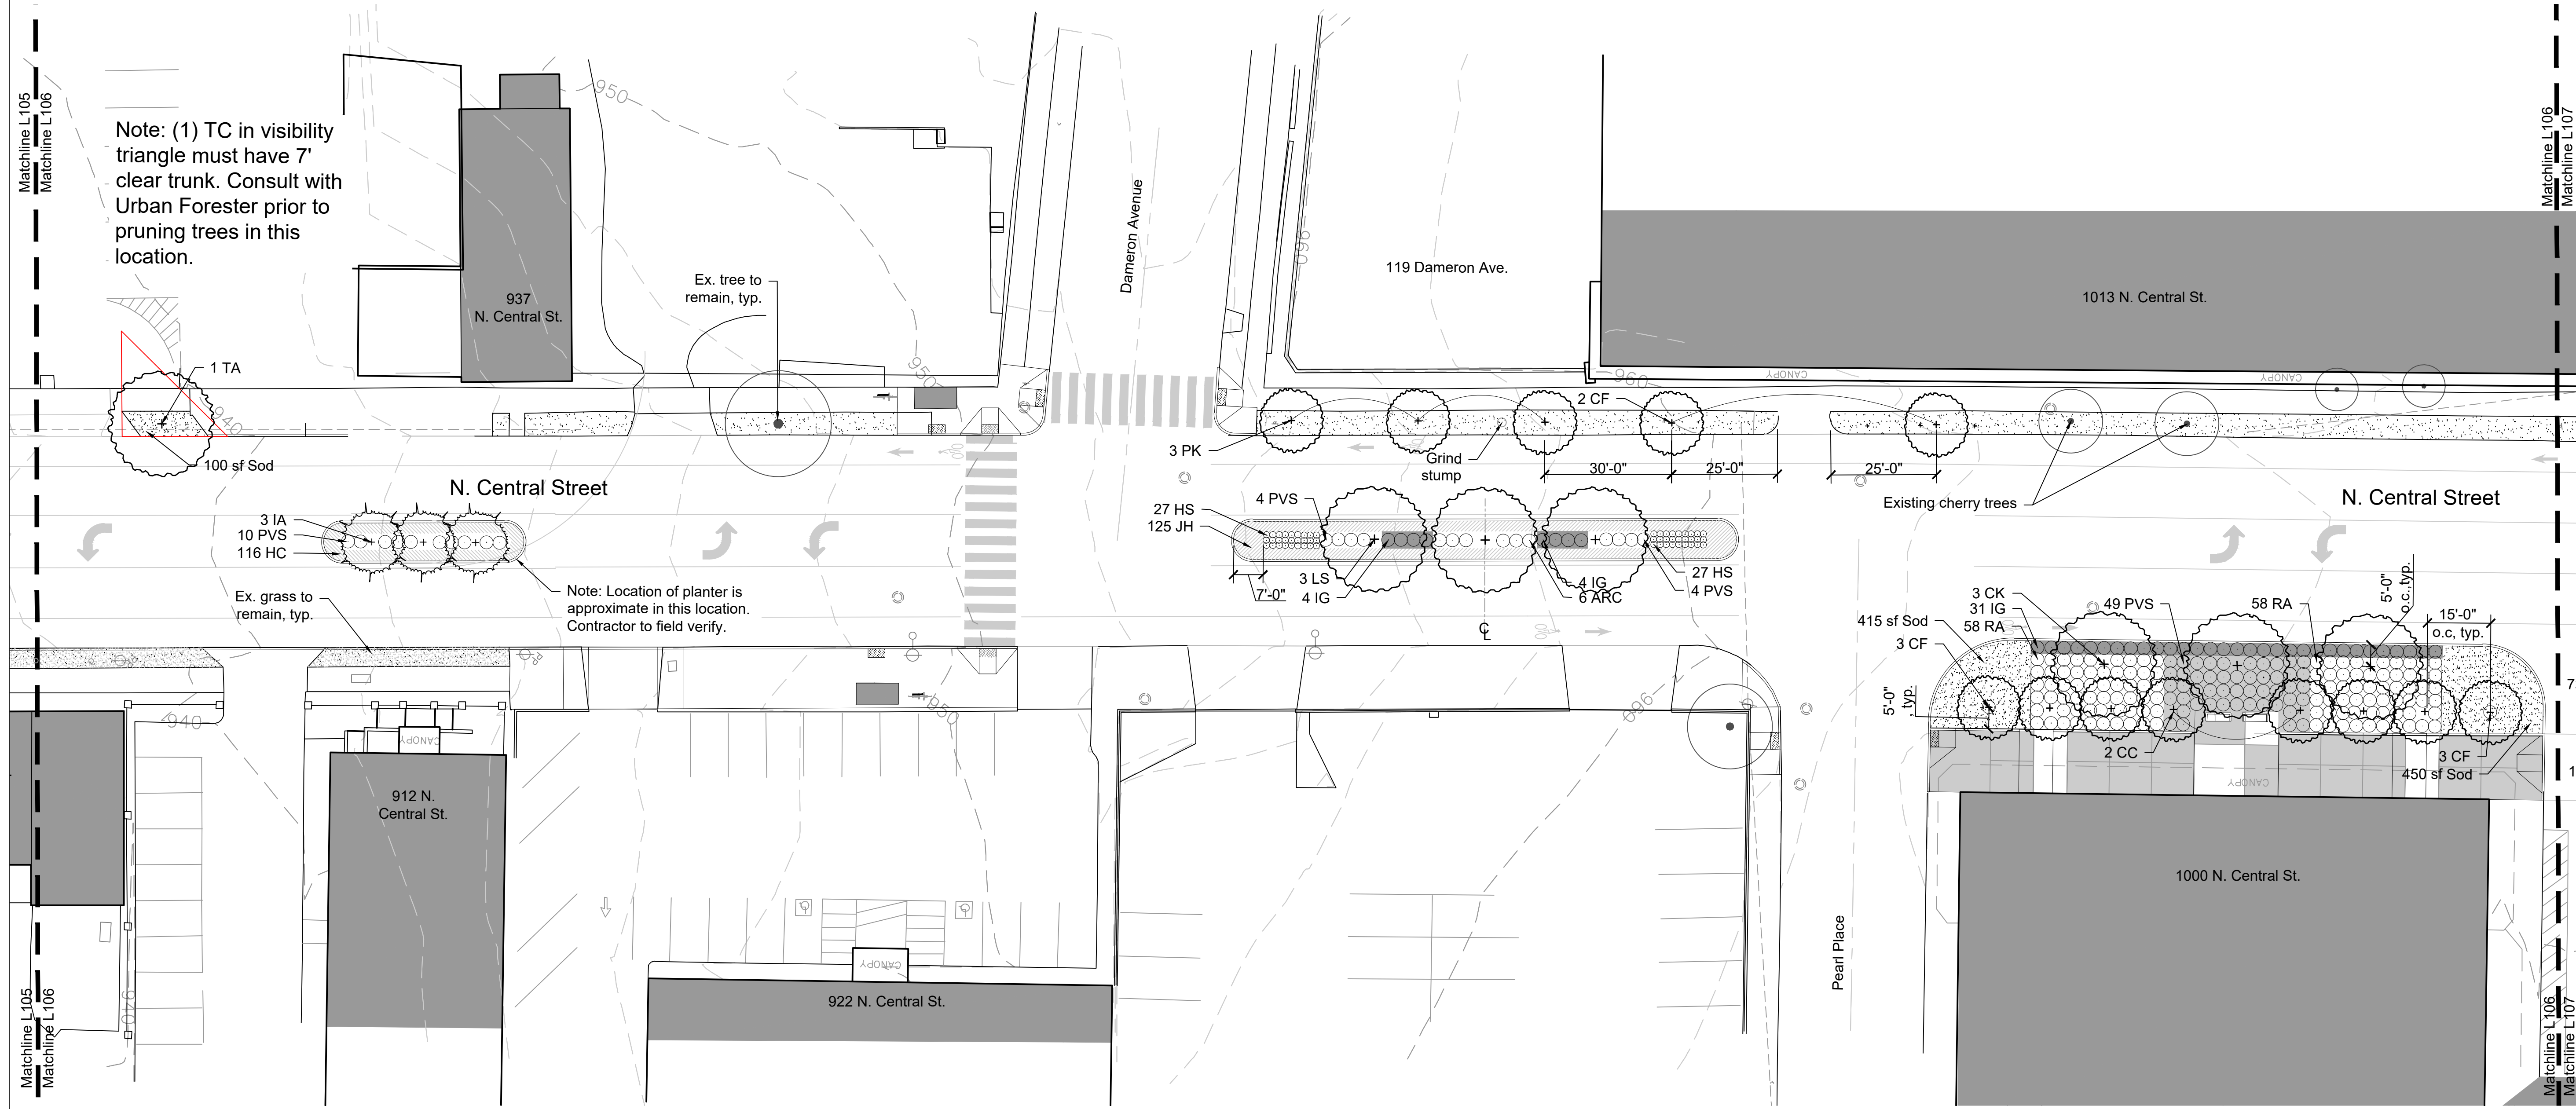 Matchline L105
Matchline L106
Note: (1) TC in visibility
triangle must have 7'
clear trunk. Consult with
Urban Forester prior to
pruning trees in this
location.
950
937
N. Central St.
Ex. tree to
remain, typ.
950
Dameron Avenue
960
119 Dameron Ave.
1013 N. Central St.
Matchline L106
Matchline L107
CANOPY
960
CANOPY
1 TA
940
100 sf Sod
N. Central Street
3 IA
10 PVS
116 HC
Ex. grass to
remain, typ.
Note: Location of planter is
approximate in this location.
Contractor to field verify.
3 PK
2 CF
Grind
stump
30'-0"
25'-0"
25'-0"
Existing cherry trees
N. Central Street
4 PVS
27 HS
125 JH
7'-0"
3 LS
4 IG
4 IG
6 ARC
27 HS
4 PVS
CL
3 CK
31 IG
58 RA
49 PVS
58 RA
5'-0"
o.c.,typ.
15'-0"
o.c, typ.
415 sf Sod
3 CF
5'-0"
typ.
2 CC
3 CF
450 sf Sod
7
1
CANOPY
940
950
960
CANOPY
912 N.
Central St.
CANOPY
922 N. Central St.
Pearl Place
1000 N. Central St.
940
Matchline L105
Matchline L106
Matchline L106
Matchline L107